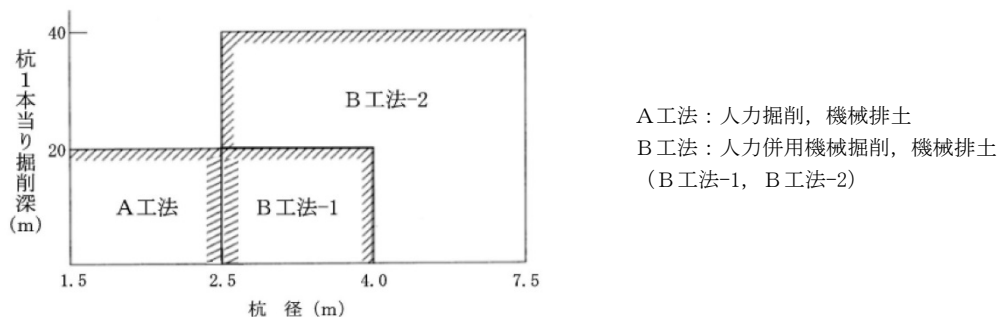 40
20
杭1本当り掘削深(m)
B工法-2
A工法
B工法-1
1.5
2.5
4.0
7.5
杭 径 (m)
A工法：人力掘削，機械排土
B工法：人力併用機械掘削，機械排土
（B工法-1，B工法-2）